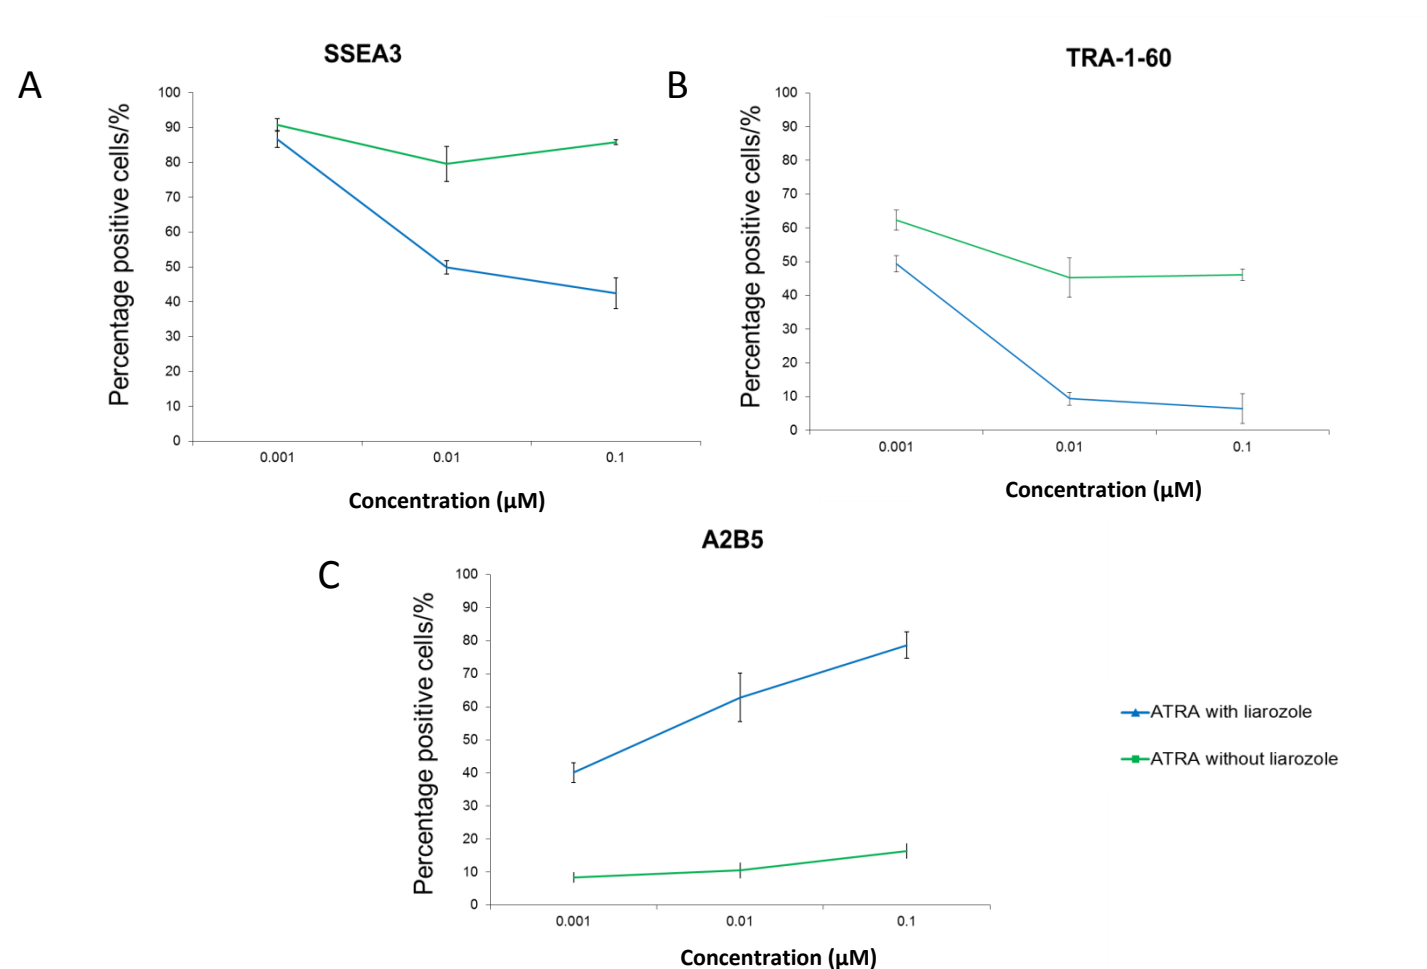 A
SSEA3
Percentage positive cells/%
100
90
80
70
60
50
40
30
20
10
0
0.001 0.01 0.1
Concentration (µM)
B
TRA-1-60
Percentage positive cells/%
100
90
80
70
60
50
40
30
20
10
0
0.001 0.01 0.1
Concentration (µM)
C
A2B5
Percentage positive cells/%
100
90
80
70
60
50
40
30
20
10
0
0.001 0.01 0.1
Concentration (µM)
ATRA with liarozole
ATRA without liarozole